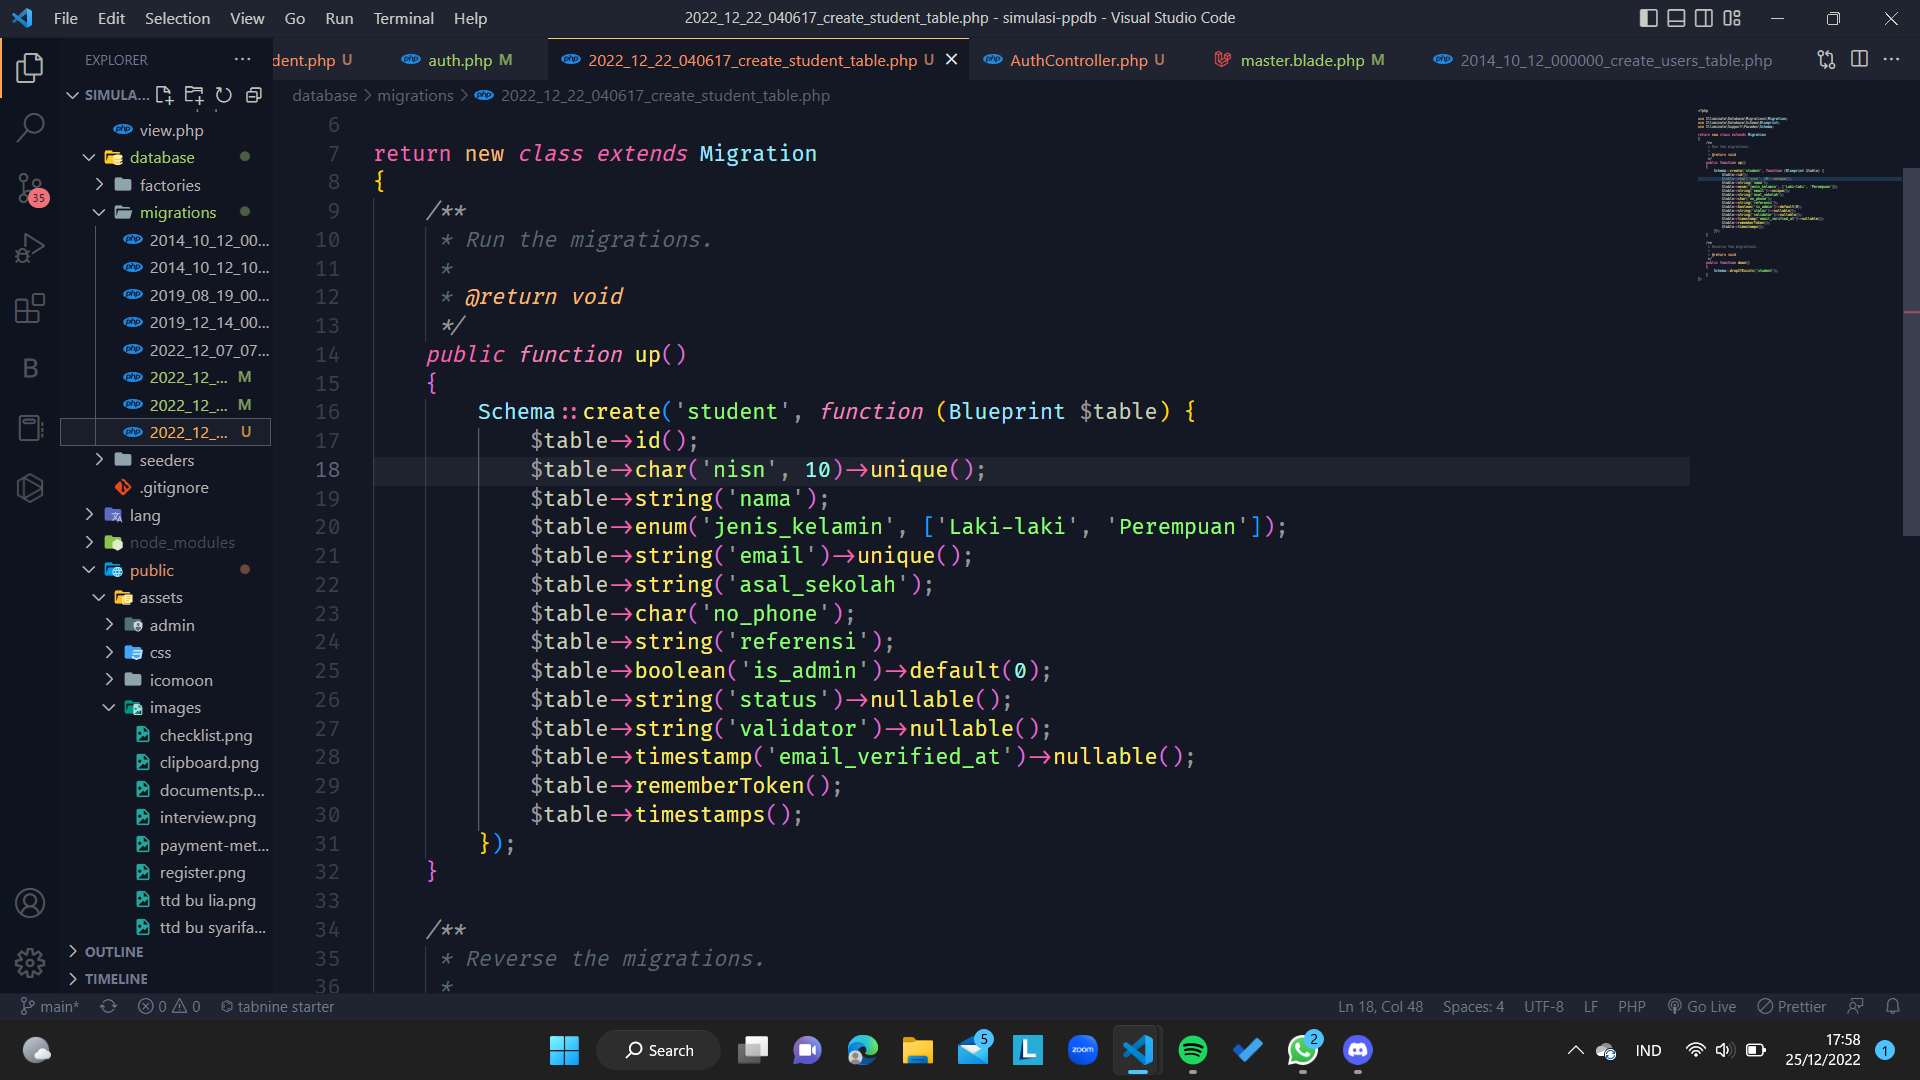 File Edit Selection View Go Run Terminal Help
2022_12_22_040617_create_student_table.php - simulasi-ppdb - Visual Studio Code
EXPLORER
dent.php U
auth.php M
2022_12_22_040617_create_student_table.php U
AuthController.php U
master.blade.php M
2014_10_12_000000_create_users_table.php
SIMULA...
database > migrations > 2022_12_22_040617_create_student_table.php
view.php
database
factories
migrations
2014_10_12_00...
2014_10_12_10...
2019_08_19_00...
2019_12_14_00...
2022_12_07_07...
2022_12_... M
2022_12_... M
2022_12_... U
seeders
.gitignore
lang
node_modules
public
assets
admin
css
icomoon
images
checklist.png
clipboard.png
documents.p...
interview.png
payment-met...
register.png
ttd bu lia.png
ttd bu syarifa...
OUTLINE
TIMELINE
35
B
6
7 return new class extends Migration
8 {
9 /**
10 * Run the migrations.
11 *
12 * @return void
13 */
14 public function up()
15 {
16 Schema::create('student', function (Blueprint $table) {
17 $table->id();
18 $table->char('nisn', 10)->unique();
19 $table->string('nama');
20 $table->enum('jenis_kelamin', ['Laki-laki', 'Perempuan']);
21 $table->string('email')->unique();
22 $table->string('asal_sekolah');
23 $table->char('no_phone');
24 $table->string('referensi');
25 $table->boolean('is_admin')->default(0);
26 $table->string('status')->nullable();
27 $table->string('validator')->nullable();
28 $table->timestamp('email_verified_at')->nullable();
29 $table->rememberToken();
30 $table->timestamps();
31 });
32 }
33
34 /**
35 * Reverse the migrations.
36 *
main* 0 0 tabnine starter
Ln 18, Col 48 Spaces: 4 UTF-8 LF PHP Go Live Prettier
Search
5
L
zoom
2
IND
17:58
25/12/2022
1